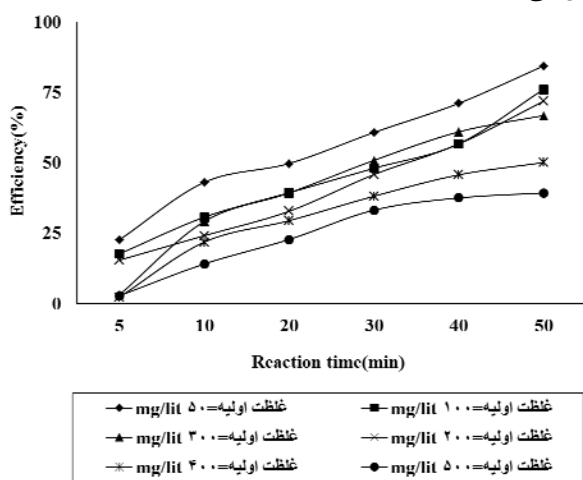 100
75
50
25
0
Efficiency(%)
5 10 20 30 40 50
Reaction time(min)
mg/lit ۵۰=غلظت اولیه
mg/lit ۱۰۰=غلظت اولیه
mg/lit ۳۰۰=غلظت اولیه
mg/lit ۲۰۰=غلظت اولیه
mg/lit ۴۰۰=غلظت اولیه
mg/lit ۵۰۰=غلظت اولیه